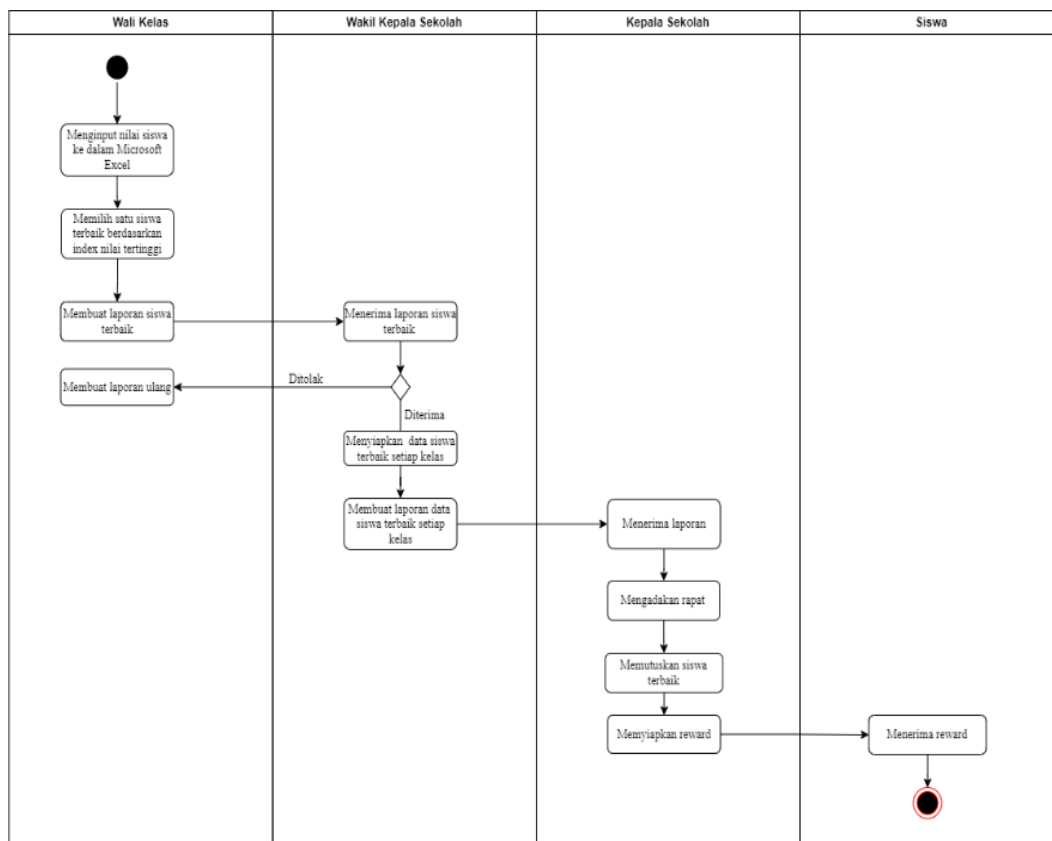 Wali Kelas
Wakil Kepala Sekolah
Kepala Sekolah
Siswa
Menginput nilai siswa
ke dalam Microsoft
Excel
Memilih satu siswa
terbaik berdasarkan
index nilai tertinggi
Membuat laporan siswa
terbaik
Menerima laporan siswa
terbaik
Membuat laporan ulang
Ditolak
Diterima
Menyiapkan data siswa
terbaik setiap kelas
Membuat laporan data
siswa terbaik setiap
kelas
Menerima laporan
Mengadakan rapat
Memutuskan siswa
terbaik
Memyiapkan reward
Menerima reward